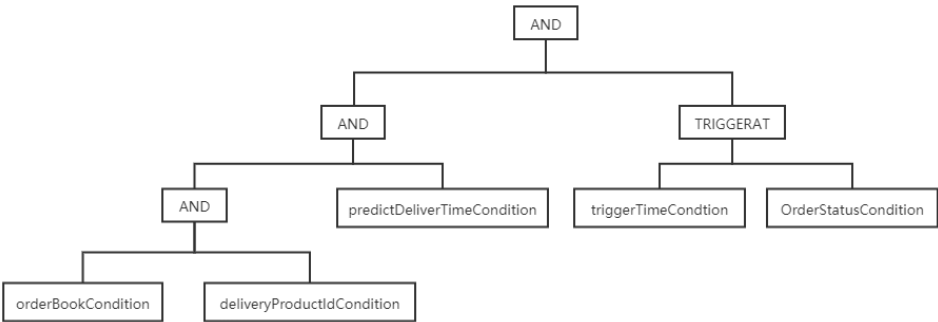 AND
AND
TRIGGERAT
AND
predictDeliverTimeCondition
triggerTimeCondtion
OrderStatusCondition
orderBookCondition
deliveryProductIdCondition